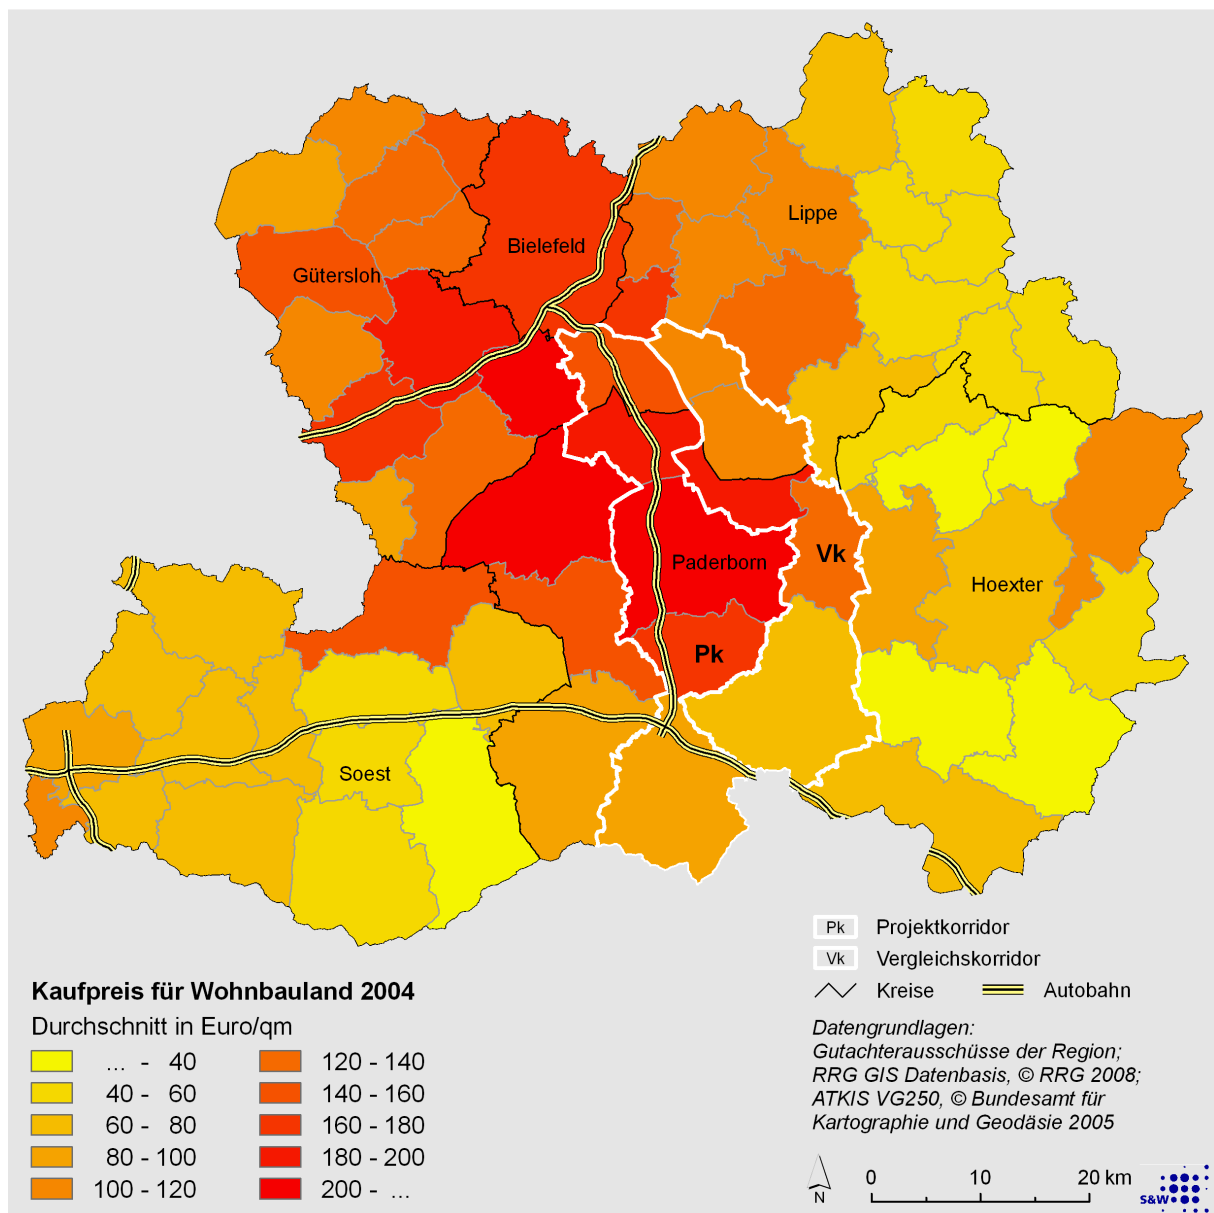 Lippe
Bielefeld
Gütersloh
Vk
Paderborn
Hoexter
Pk
Soest
Pk Projektkorridor
Vk Vergleichskorridor
Kreise Autobahn
Kaufpreis für Wohnbauland 2004
Durchschnitt in Euro/qm
... - 40
40 - 60
60 - 80
80 - 100
100 - 120
120 - 140
140 - 160
160 - 180
180 - 200
200 - ...
Datengrundlagen:
Gutachterausschüsse der Region;
RRG GIS Datenbasis, © RRG 2008;
ATKIS VG250, © Bundesamt für
Kartographie und Geodäsie 2005
N
0 10 20 km
S&W